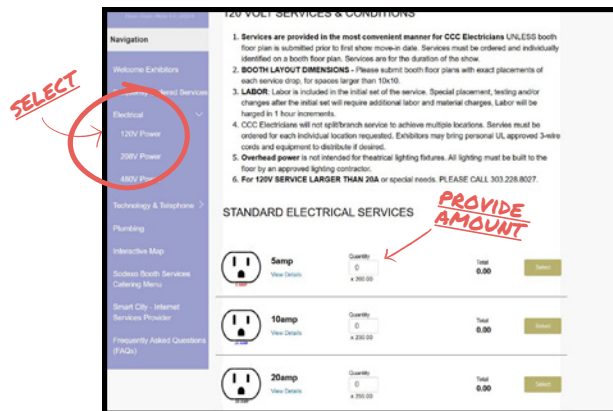 120 VOLT SERVICES & CONDITIONS
Navigation
1. Services are provided in the most convenient manner for CCC Electricians UNLESS booth
floor plan is submitted prior to first show move-in date. Services must be ordered and individually
identified on a booth floor plan. Services are for the duration of the show.
2. BOOTH LAYOUT DIMENSIONS - Please submit booth floor plans with exact placements of
each service drop, for spaces larger than 10x10.
3. LABOR: Labor is included in the initial set of the service. Special placement, testing and/or
changes after the initial set will require additional labor and material charges. Labor will be
harged in 1 hour increments.
4. CCC Electricians will not split/branch service to achieve multiple locations. Service must be
ordered for each individual location requested. Exhibitors may bring personal UL approved 3-wire
cords and equipment to distribute if desired.
5. Overhead power is not intended for theatrical lighting fixtures. All lighting must be built to the
floor by an approved lighting contractor.
6. For 120V SERVICE LARGER THAN 20A or special needs. PLEASE CALL 303.228.8027.
Welcome Exhibitors
Services
Electrical
120V Power
208V Power
480V Power
Technology & Telephone
Plumbing
Interactive Map
Sodexo Booth Services
Catering Menu
Smart City - Internet
Services Provider
Frequently Asked Questions
(FAQs)
SELECT
STANDARD ELECTRICAL SERVICES
PROVIDE
AMOUNT
5amp
View Details
Quantity
0
Total
0.00
Select
10amp
View Details
Quantity
0
x 230.00
Total
0.00
Select
20amp
View Details
Quantity
0
Total
0.00
Select